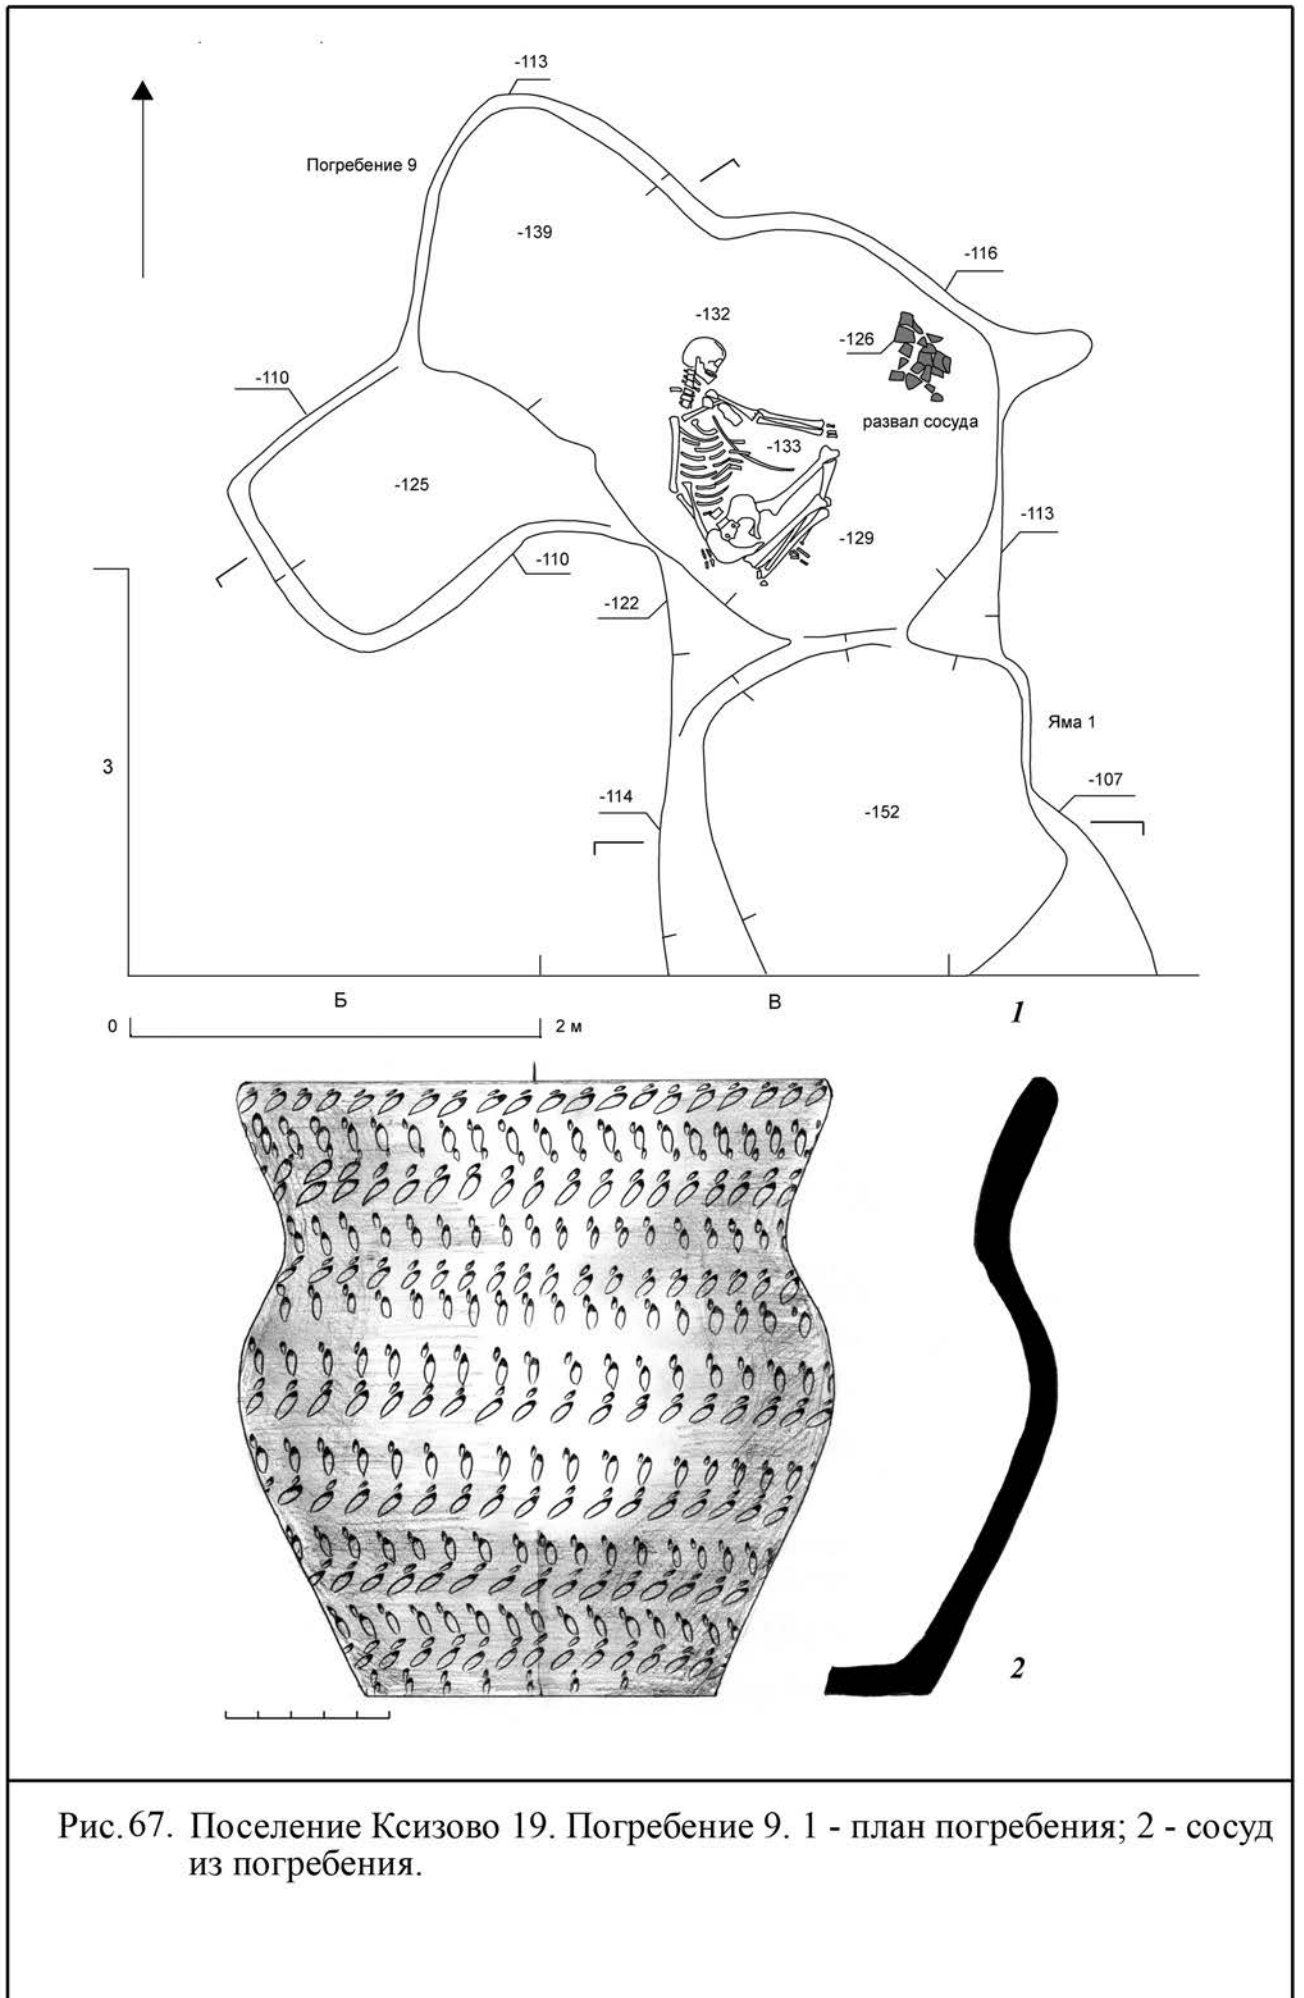 -113
Погребение 9
-139
-116
-132
-126
-110
развал сосуда
-133
-125
-113
-129
-110
-122
Яма 1
3
-107
-114
-152
Б
В
1
0
2 м
2
Рис.67. Поселение Ксизово 19. Погребение 9. 1 - план погребения; 2 - сосуд
из погребения.